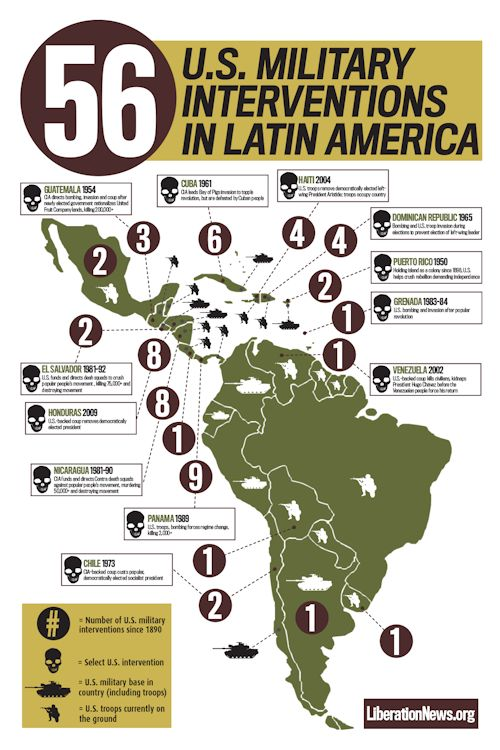 56
U.S. MILITARY
INTERVENTIONS
IN LATIN AMERICA
GUATEMALA 1954
CIA directs bombing, invasion and coup after
newly elected government nationalizes United
Fruit Company lands, killing 200,000+
CUBA 1961
CIA leads Bay of Pigs invasion to topple
revolution, but are defeated by Cuban people
HAITI 2004
U.S. troops remove democratically elected left-
wing President Aristide; troops occupy country
DOMINICAN REPUBLIC 1965
Bombing and U.S. troop invasion during
elections to prevent election of left-wing leader
PUERTO RICO 1950
Holding island as a colony since 1898, U.S.
helps crush rebellion demanding independence
GRENADA 1983-84
U.S. bombing and invasion after popular
revolution
VENEZUELA 2002
U.S.-backed coup kills civilians, kidnaps
President Hugo Chávez before the
Venezuelan people force his return
2
3
6
4
4
2
1
1
2
8
8
1
9
EL SALVADOR 1981-92
U.S. funds and directs death squads to crush
popular people's movement, killing 75,000+ and
destroying movement
HONDURAS 2009
U.S.-backed coup removes democratically
elected president
NICARAGUA 1981-90
CIA funds and directs Contra death squads
against popular people's movement, murdering
50,000+ and destroying movement
PANAMA 1989
U.S. troops, bombing forces regime change,
killing 2,000+
CHILE 1973
CIA-backed coup ousts popular,
democratically elected socialist president
1
2
1
1
#
= Number of U.S. military
interventions since 1890
= Select U.S. intervention
= U.S. military base in
country (including troops)
= U.S. troops currently on
the ground
LiberationNews.org